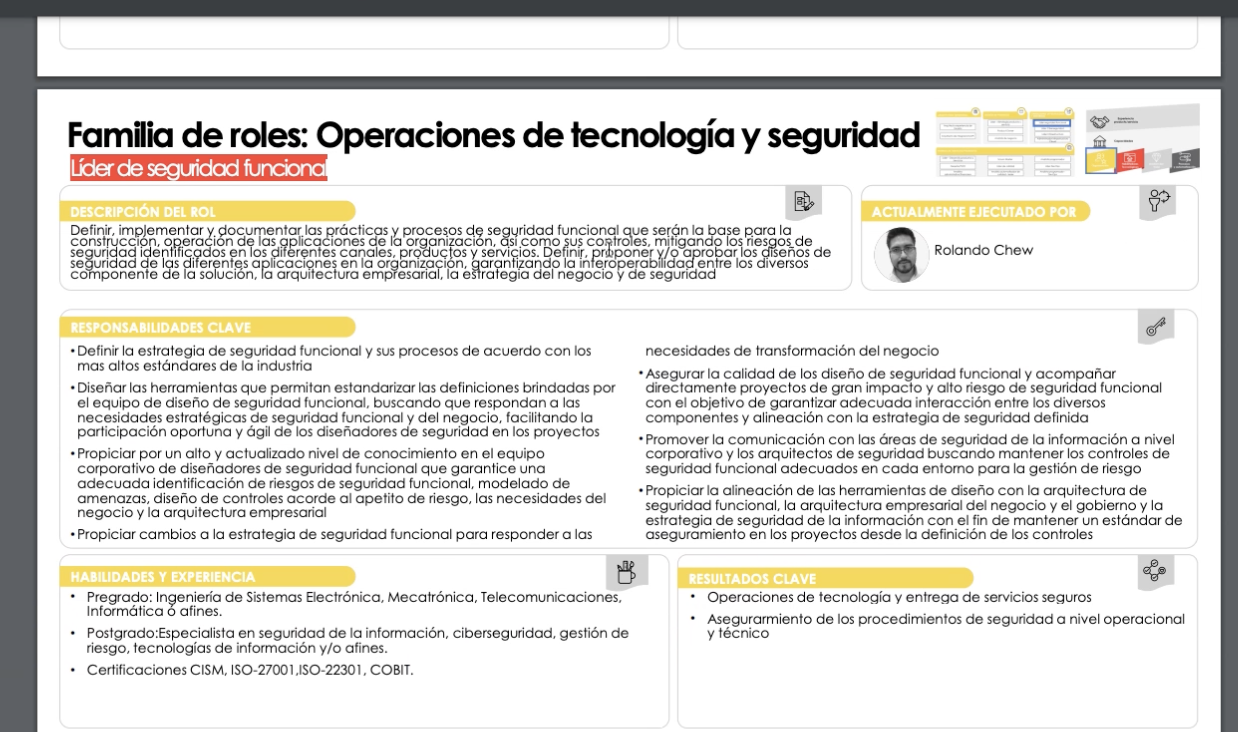 Familia de roles: Operaciones de tecnología y seguridad
Líder de seguridad funcional
DESCRIPCIÓN DEL ROL
Definir, implementar y documentar las prácticas y procesos de seguridad funcional que serán la base para la
construcción, operación de las aplicaciones de la organización, así como sus controles, mitigando los riesgos de
seguridad identificados en los diferentes canales, productos y servicios. Definir, proponer y/o aprobar los diseños de
seguridad de las diferentes aplicaciones en la organización, garantizando la interoperabilidad entre los diversos
componente de la solución, la arquitectura empresarial, la estrategia del negocio y de seguridad
ACTUALMENTE EJECUTADO POR
Rolando Chew
RESPONSABILIDADES CLAVE
•Definir la estrategia de seguridad funcional y sus procesos de acuerdo con los
mas altos estándares de la industria
•Diseñar las herramientas que permitan estandarizar las definiciones brindadas por
el equipo de diseño de seguridad funcional, buscando que respondan a las
necesidades estratégicas de seguridad funcional y del negocio, facilitando la
participación oportuna y ágil de los diseñadores de seguridad en los proyectos
•Propiciar por un alto y actualizado nivel de conocimiento en el equipo
corporativo de diseñadores de seguridad funcional que garantice una
adecuada identificación de riesgos de seguridad funcional, modelado de
amenazas, diseño de controles acorde al apetito de riesgo, las necesidades del
negocio y la arquitectura empresarial
•Propiciar cambios a la estrategia de seguridad funcional para responder a las
necesidades de transformación del negocio
•Asegurar la calidad de los diseño de seguridad funcional y acompañar
directamente proyectos de gran impacto y alto riesgo de seguridad funcional
con el objetivo de garantizar adecuada interacción entre los diversos
componentes y alineación con la estrategia de seguridad definida
•Promover la comunicación con las áreas de seguridad de la información a nivel
corporativo y los arquitectos de seguridad buscando mantener los controles de
seguridad funcional adecuados en cada entorno para la gestión de riesgo
•Propiciar la alineación de las herramientas de diseño con la arquitectura de
seguridad funcional, la arquitectura empresarial del negocio y el gobierno y la
estrategia de seguridad de la información con el fin de mantener un estándar de
aseguramiento en los proyectos desde la definición de los controles
HABILIDADES Y EXPERIENCIA
• Pregrado: Ingeniería de Sistemas Electrónica, Mecatrónica, Telecomunicaciones,
Informática ó afines.
• Postgrado:Especialista en seguridad de la información, ciberseguridad, gestión de
riesgo, tecnologías de información y/o afines.
• Certificaciones CISM, ISO-27001,ISO-22301, COBIT.
RESULTADOS CLAVE
• Operaciones de tecnología y entrega de servicios seguros
• Asegurarmiento de los procedimientos de seguridad a nivel operacional
y técnico